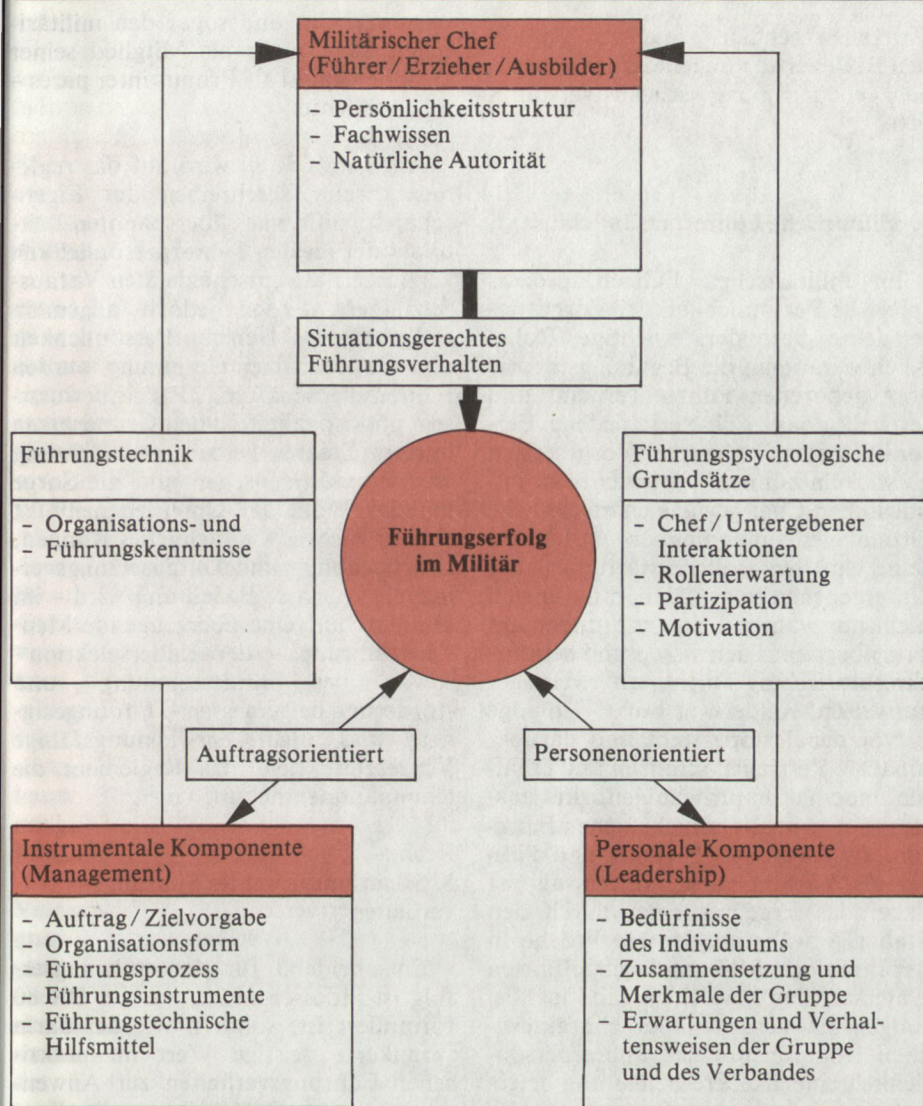 Militärischer Chef
(Führer / Erzieher / Ausbilder)
– Persönlichkeitsstruktur
– Fachwissen
– Natürliche Autorität
Situationsgerechtes
Führungsverhalten
Führungstechnik
– Organisations- und
– Führungskenntnisse
Führungserfolg
im Militär
Führungspsychologische
Grundsätze
– Chef / Untergebener
Interaktionen
– Rollenerwartung
– Partizipation
– Motivation
Auftragsorientiert
Personenorientiert
Instrumentale Komponente
(Management)
– Auftrag / Zielvorgabe
– Organisationsform
– Führungsprozess
– Führungsinstrumente
– Führungstechnische
Hilfsmittel
Personale Komponente
(Leadership)
– Bedürfnisse
des Individuums
– Zusammensetzung und
Merkmale der Gruppe
– Erwartungen und Verhal-
tensweisen der Gruppe
und des Verbandes